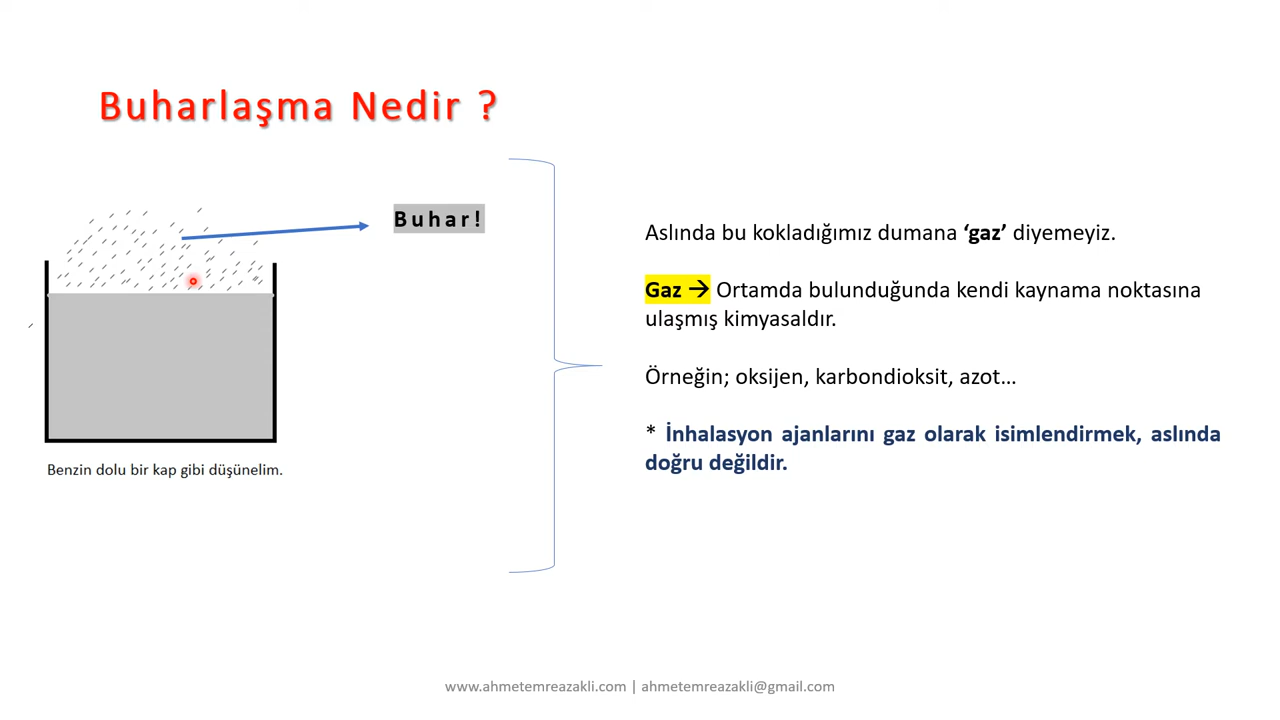 Buharlaşma Nedir ?
Buhar!
Benzin dolu bir kap gibi düşünelim.
Aslında bu kokladığımız dumana ‘gaz’ diyemeyiz.
Gaz → Ortamda bulunduğunda kendi kaynama noktasına
ulaşmış kimyasaldır.
Örneğin; oksijen, karbondioksit, azot…
* İnhalasyon ajanlarını gaz olarak isimlendirmek, aslında
doğru değildir.
www.ahmetemreazakli.com | ahmetemreazakli@gmail.com